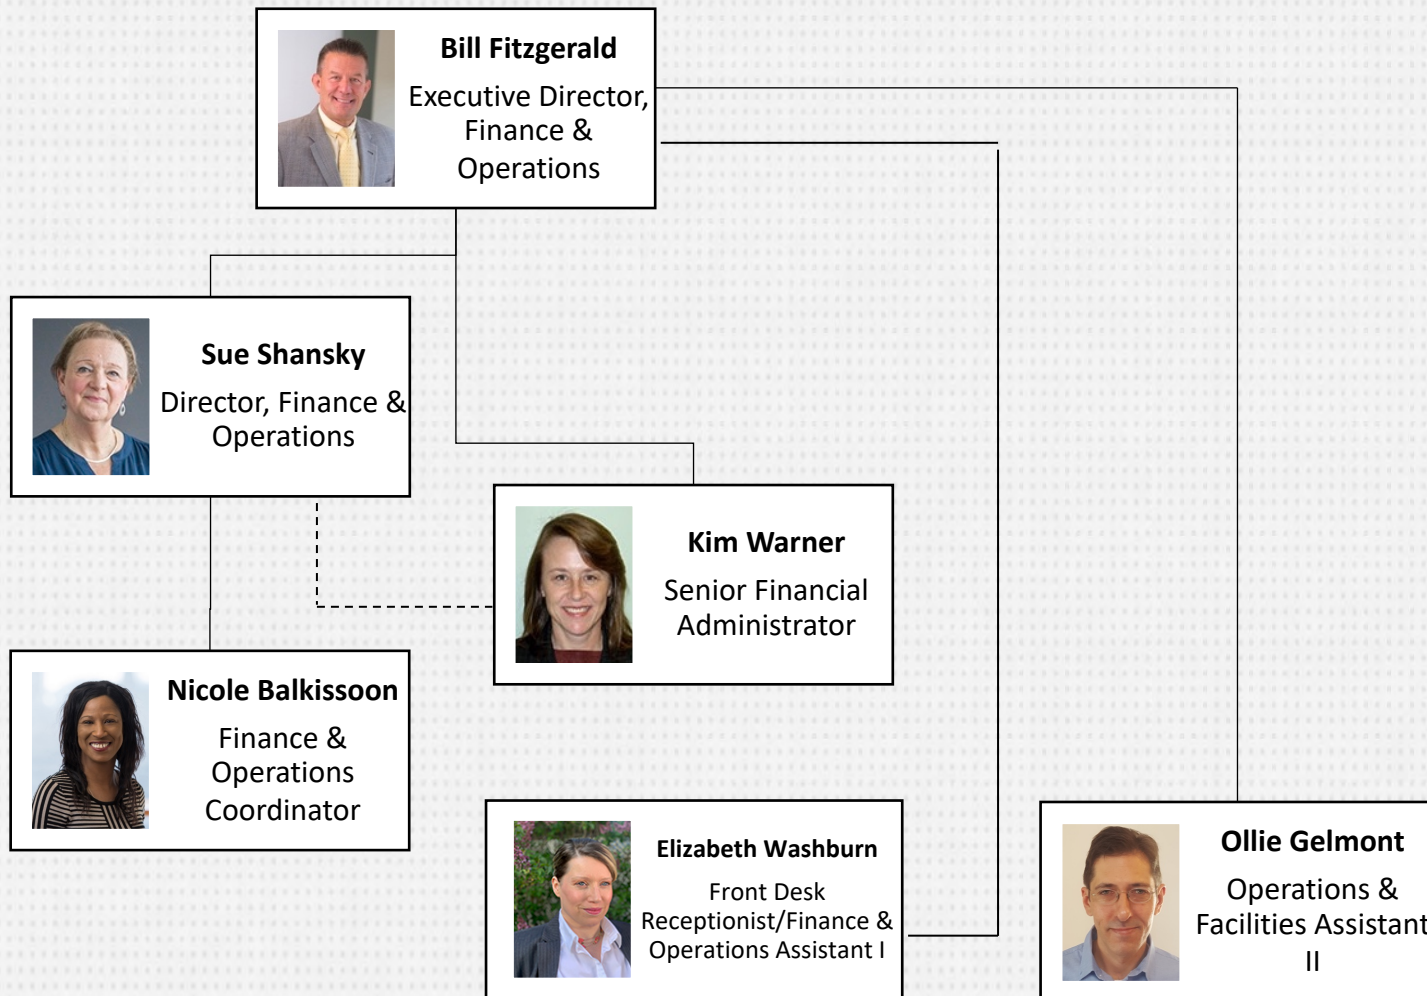 Bill Fitzgerald
Executive Director,
Finance &
Operations
Sue Shansky
Director, Finance &
Operations
Kim Warner
Senior Financial
Administrator
Nicole Balkissoon
Finance &
Operations
Coordinator
Elizabeth Washburn
Front Desk
Receptionist/Finance &
Operations Assistant I
Ollie Gelmont
Operations &
Facilities Assistant
II